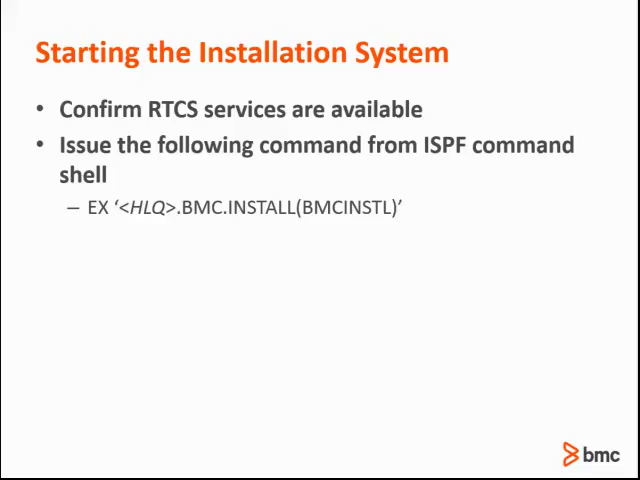 Starting the Installation System
• Confirm RTCS services are available
• Issue the following command from ISPF command
shell
– EX ‘<HLQ>.BMC.INSTALL(BMCINSTL)’
bmc